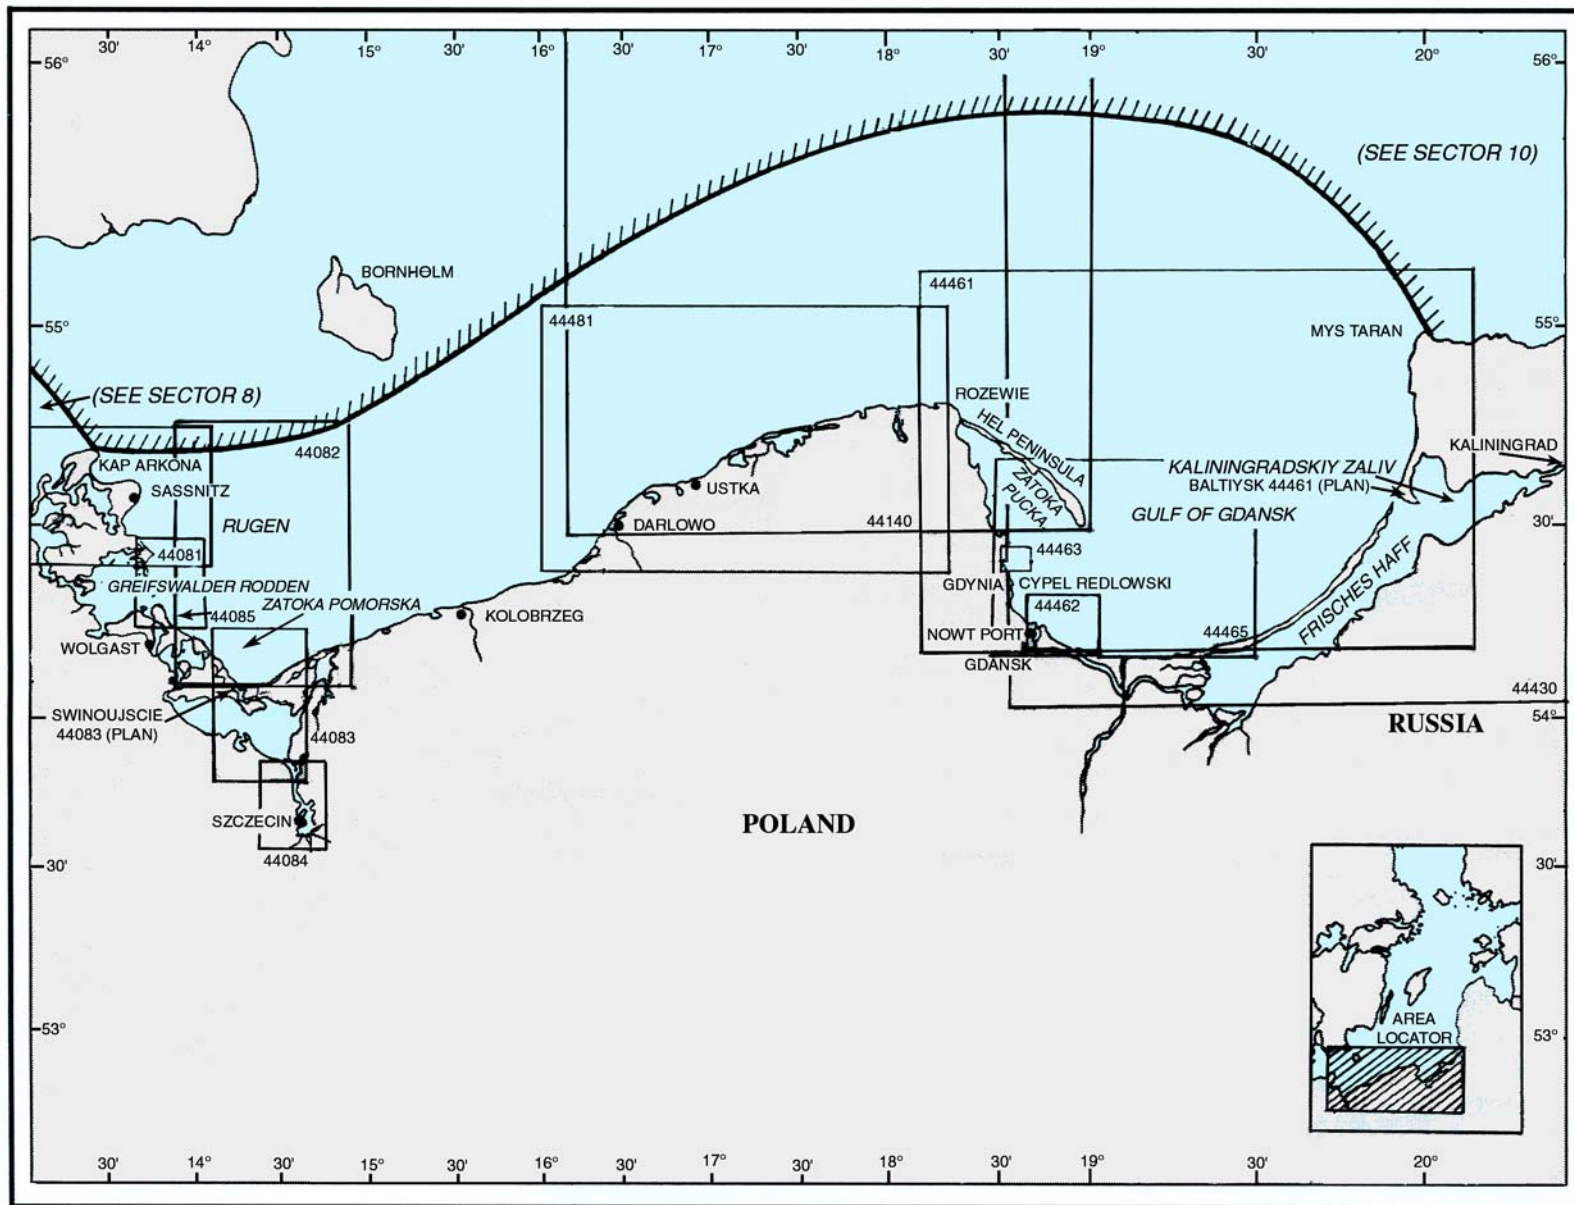 30' 14° 15° 30' 16° 30' 17° 30' 18° 30' 19° 30' 20°
56° 56°
(SEE SECTOR 10)
BORNHOLM
44461
44481
55° 55°
MYS TARAN
(SEE SECTOR 8)
ROZEWIE
HEL PENINSULA
44082
KAP ARKONA
KALININGRAD
KALININGRADSKIY ZALIV
BALTIYSK 44461 (PLAN)
SASSNITZ
USTKA
ZATOKA
PUCKA,
RUGEN
DARLOWO
44140
GULF OF GDANSK
30'
44081
44463
FRISCHES HAFF
GREIFSWALDER RODDEN
GDYNIA
CYPEL REDLOWSKI
ZATOKA POMORSKA
44085
KOLOBRZEG
44462
WOLGAST
NOWT PORT
44465
GDANSK
SWINOUJSCIE
44083 (PLAN)
44083
44430
54°
RUSSIA
SZCZECIN
POLAND
44084
30' 30'
53° 53°
AREA
LOCATOR
30' 14° 30' 15° 30' 16° 30' 17° 30' 18° 30' 19° 30' 20°